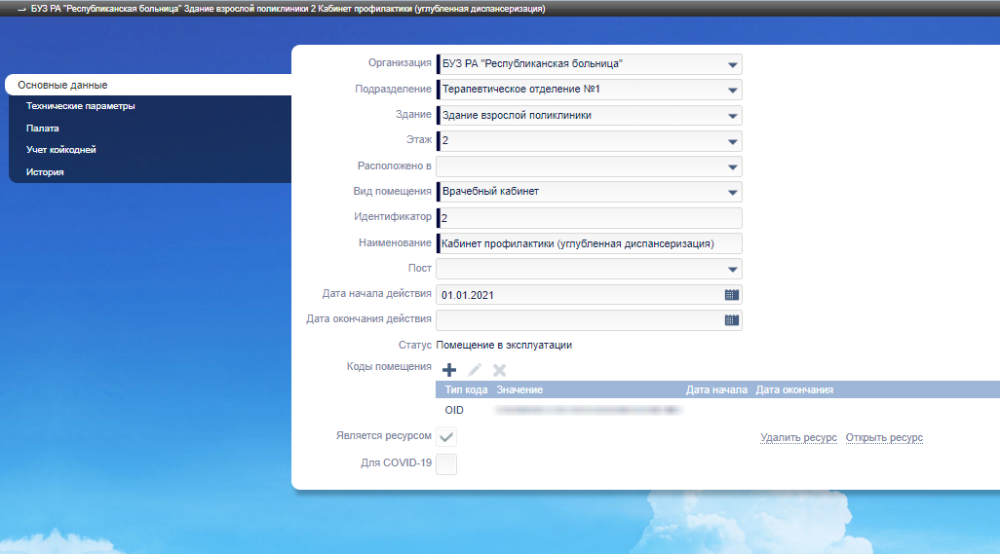 БУЗ РА "Республиканская больница" Здание взрослой поликлиники 2 Кабинет профилактики (углубленная диспансеризация)
Основные данные
Технические параметры
Палата
Учет койкодней
История
Организация БУЗ РА "Республиканская больница"
Подразделение Терапевтическое отделение №1
Здание Здание взрослой поликлиники
Этаж 2
Расположено в
Вид помещения Врачебный кабинет
Идентификатор 2
Наименование Кабинет профилактики (углубленная диспансеризация)
Пост
Дата начала действия 01.01.2021
Дата окончания действия
Статус Помещение в эксплуатации
Коды помещения
Тип кода Значение Дата начала Дата окончания
OID
Является ресурсом Удалить ресурс Открыть ресурс
Для COVID-19